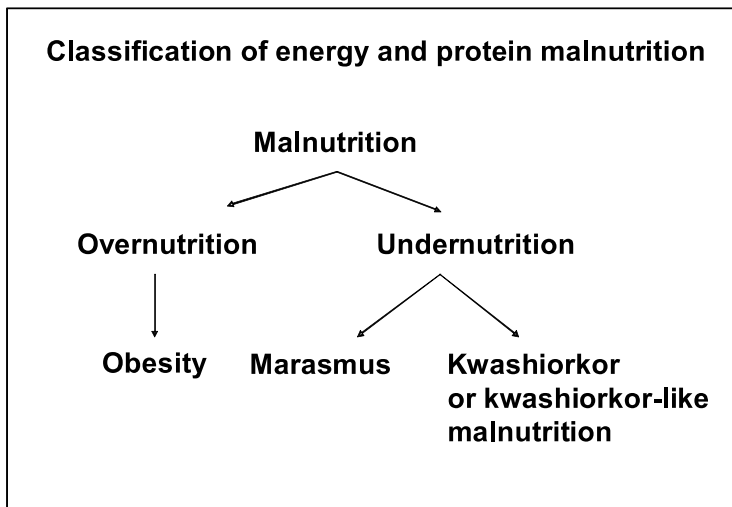 Classification of energy and protein malnutrition
Malnutrition
Overnutrition
Undernutrition
Obesity
Marasmus
Kwashiorkor
or kwashiorkor-like
malnutrition